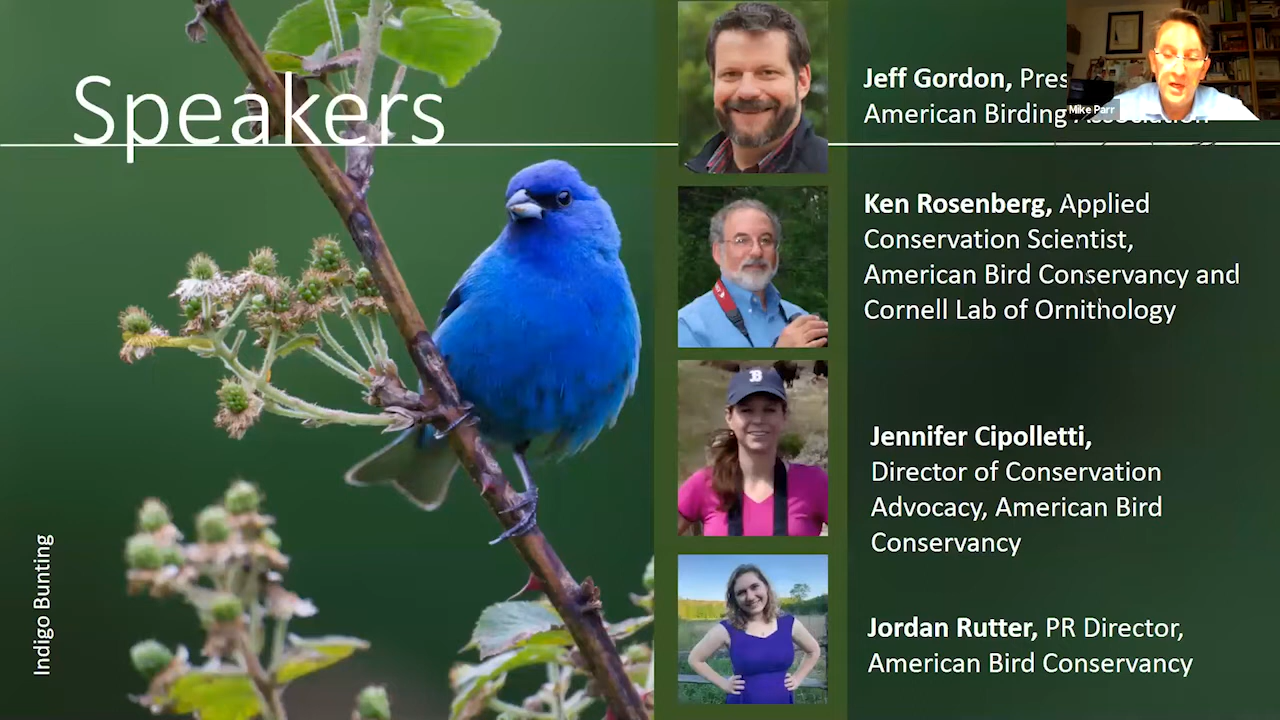 Speakers
Jeff Gordon, Pres
American Birding Association
Mike Parr
Ken Rosenberg, Applied
Conservation Scientist,
American Bird Conservancy and
Cornell Lab of Ornithology
B
Jennifer Cipolletti,
Director of Conservation
Advocacy, American Bird
Conservancy
Jordan Rutter, PR Director,
American Bird Conservancy
Indigo Bunting